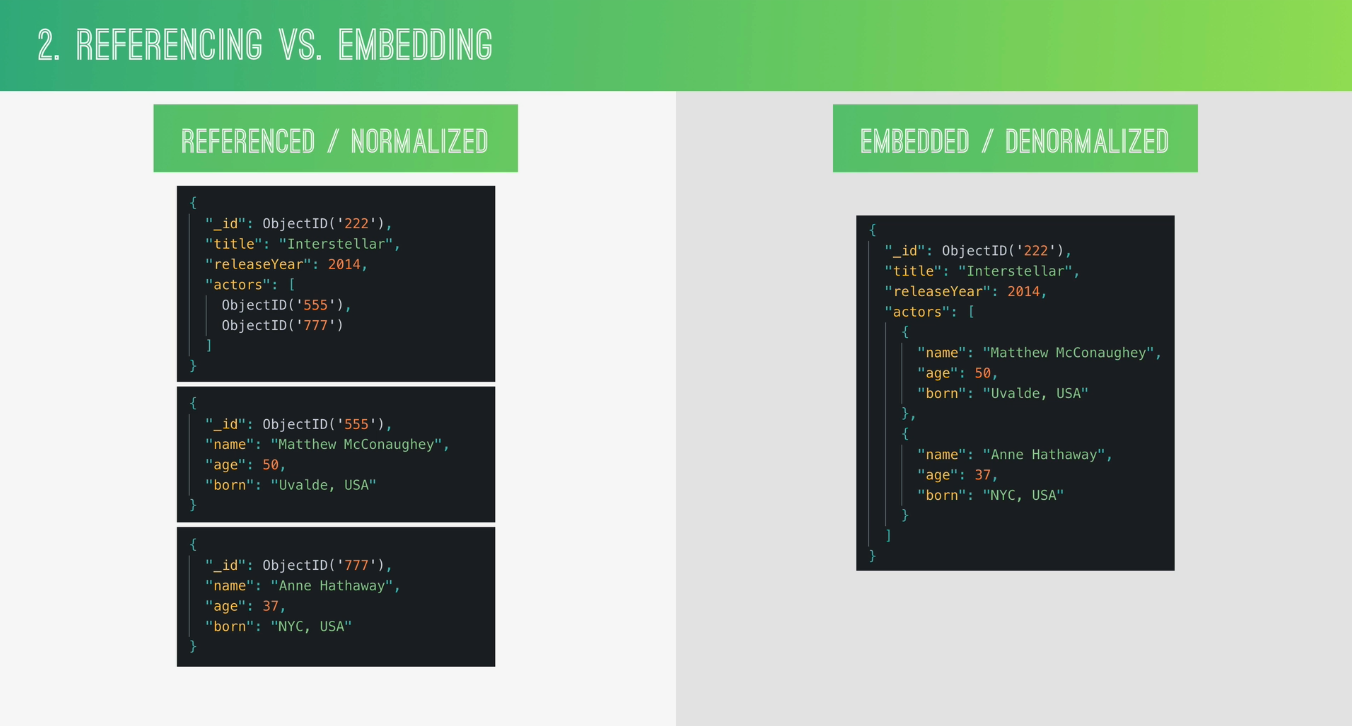 2. REFERENCING VS. EMBEDDING
REFERENCED / NORMALIZED
{
"_id": ObjectID('222'),
"title": "Interstellar",
"releaseYear": 2014,
"actors": [
ObjectID('555'),
ObjectID('777')
]
}
{
"_id": ObjectID('555'),
"name": "Matthew McConaughey",
"age": 50,
"born": "Uvalde, USA"
}
{
"_id": ObjectID('777'),
"name": "Anne Hathaway",
"age": 37,
"born": "NYC, USA"
}
EMBEDDED / DENORMALIZED
{
"_id": ObjectID('222'),
"title": "Interstellar",
"releaseYear": 2014,
"actors": [
{
"name": "Matthew McConaughey",
"age": 50,
"born": "Uvalde, USA"
},
{
"name": "Anne Hathaway",
"age": 37,
"born": "NYC, USA"
}
]
}